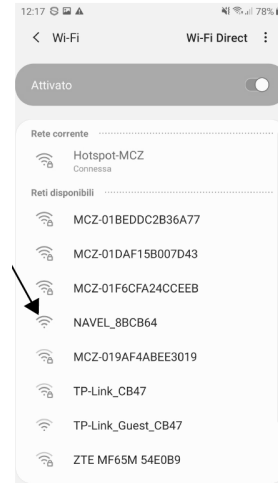 12:17 78%
Wi-Fi Wi-Fi Direct
Attivato
Rete corrente
Hotspot-MCZ
Connessa
Reti disponibili
MCZ-01BEDDC2B36A77
MCZ-01DAF15B007D43
MCZ-01F6CFA24CCEEB
NAVEL_8BCB64
MCZ-019AF4ABEE3019
TP-Link_CB47
TP-Link_Guest_CB47
ZTE MF65M 54E0B9